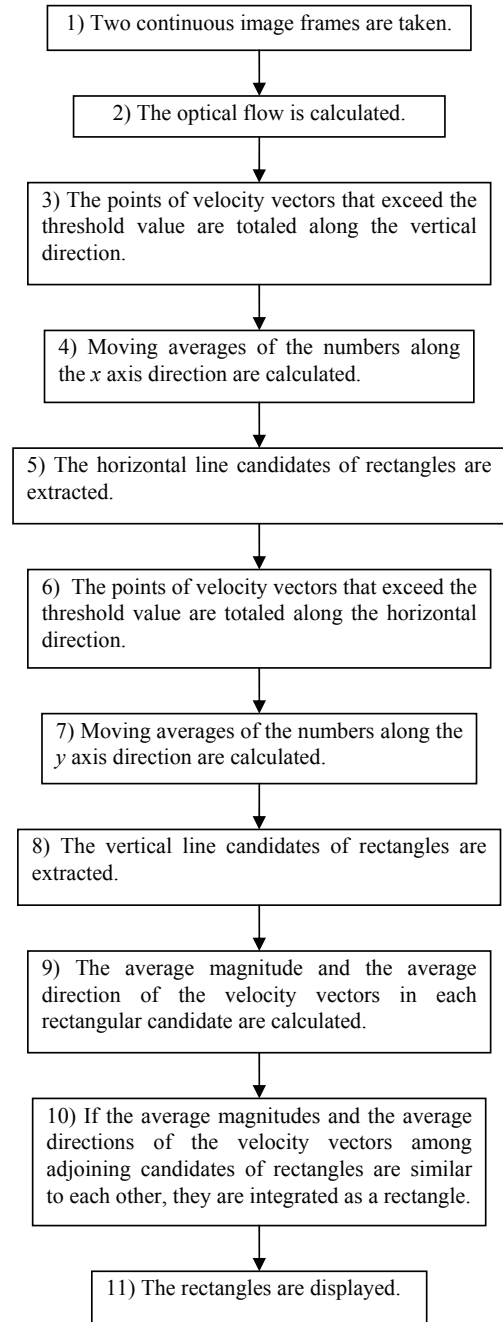 1) Two continuous image frames are taken.
2) The optical flow is calculated.
3) The points of velocity vectors that exceed the
threshold value are totaled along the vertical
direction.
4) Moving averages of the numbers along
the x axis direction are calculated.
5) The horizontal line candidates of rectangles are
extracted.
6) The points of velocity vectors that exceed the
threshold value are totaled along the horizontal
direction.
7) Moving averages of the numbers along the
y axis direction are calculated.
8) The vertical line candidates of rectangles are
extracted.
9) The average magnitude and the average
direction of the velocity vectors in each
rectangular candidate are calculated.
10) If the average magnitudes and the average
directions of the velocity vectors among
adjoining candidates of rectangles are similar
to each other, they are integrated as a rectangle.
11) The rectangles are displayed.